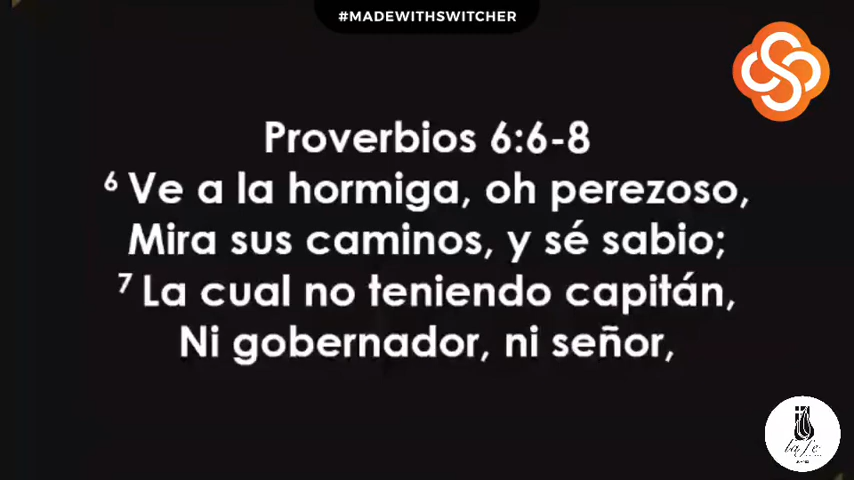 #MADEWITHSWITCHER
Proverbios 6:6-8
6 Ve a la hormiga, oh perezoso,
Mira sus caminos, y sé sabio;
7 La cual no teniendo capitán,
Ni gobernador, ni señor,
la fe